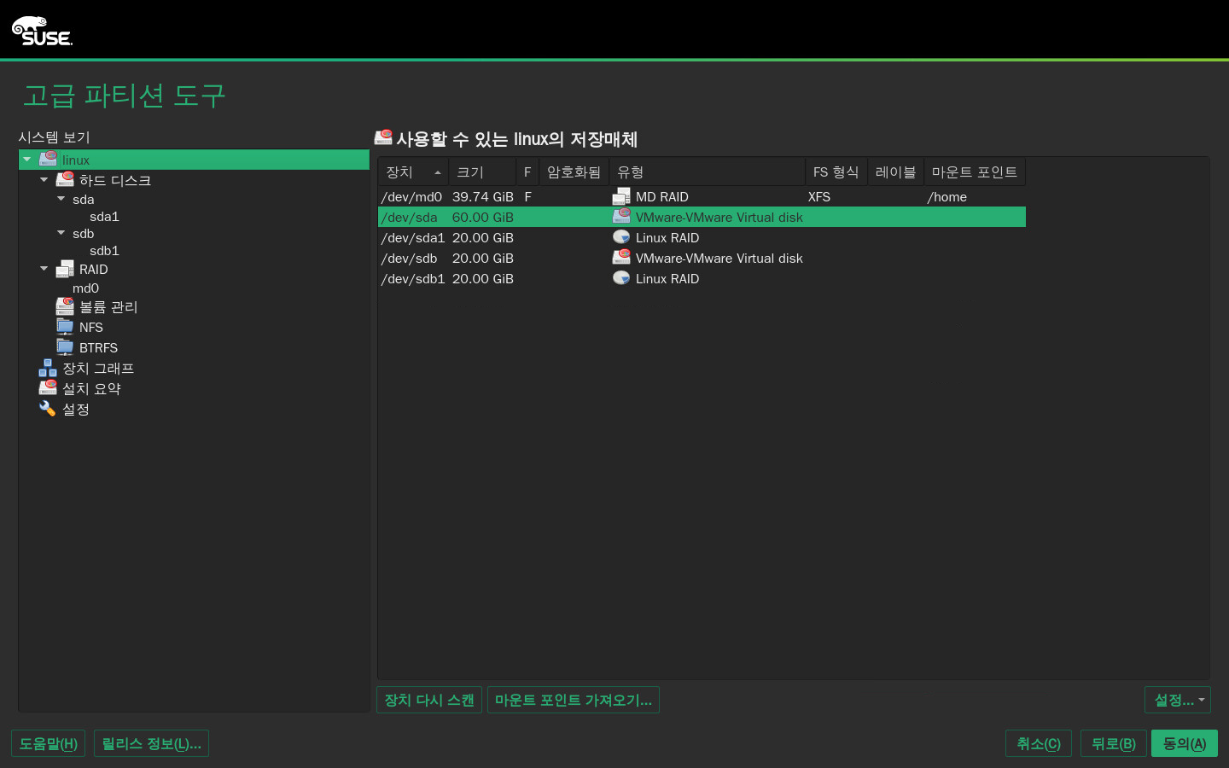 SUSE
고급 파티션 도구
시스템 보기
linux
하드 디스크
sda
sda1
sdb
sdb1
RAID
md0
볼륨 관리
NFS
BTRFS
장치 그래프
설치 요약
설정
사용할 수 있는 linux의 저장매체
장치 크기 F 암호화됨 유형 FS 형식 레이블 마운트 포인트
/dev/md0 39.74 GiB F MD RAID XFS /home
/dev/sda 60.00 GiB VMware-VMware Virtual disk
/dev/sda1 20.00 GiB Linux RAID
/dev/sdb 20.00 GiB VMware-VMware Virtual disk
/dev/sdb1 20.00 GiB Linux RAID
장치 다시 스캔 마운트 포인트 가져오기... 설정...
도움말(H) 릴리스 정보(L)... 취소(C) 뒤로(B) 동의(A)